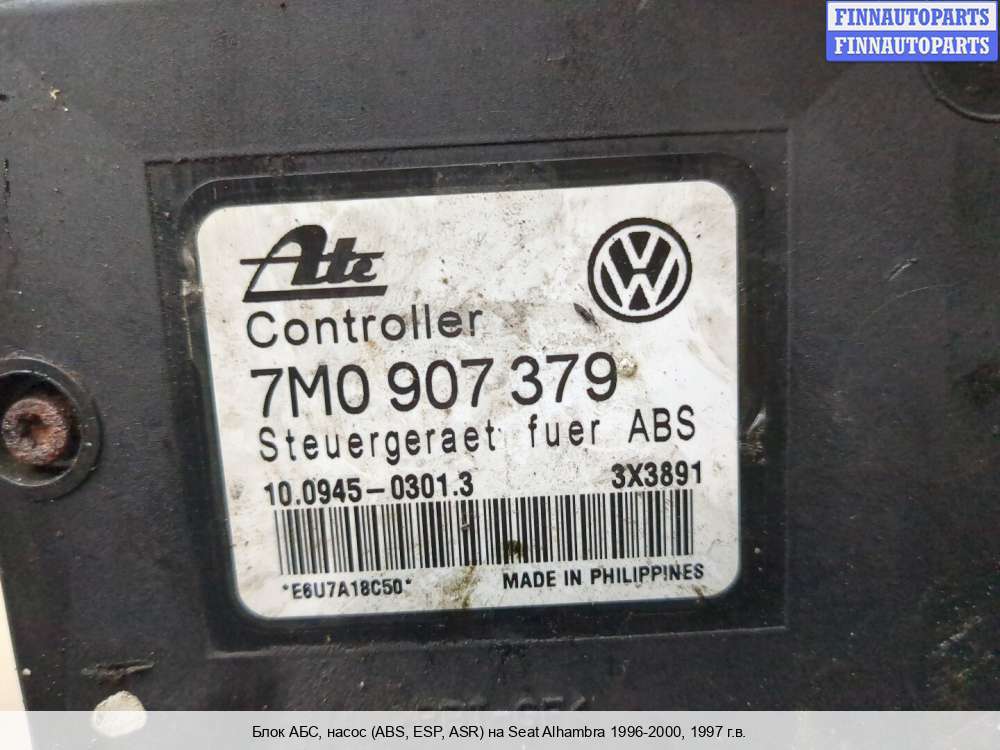 FINNAUTOPARTS
FINNAUTOPARTS
Ate
Controller
7M0 907 379
Steuergeraet fuer ABS
10.0945-0301.3 3X3891
*E6U7A18C50* MADE IN PHILIPPINES
Блок АБС, насос (ABS, ESP, ASR) на Seat Alhambra 1996-2000, 1997 г.в.